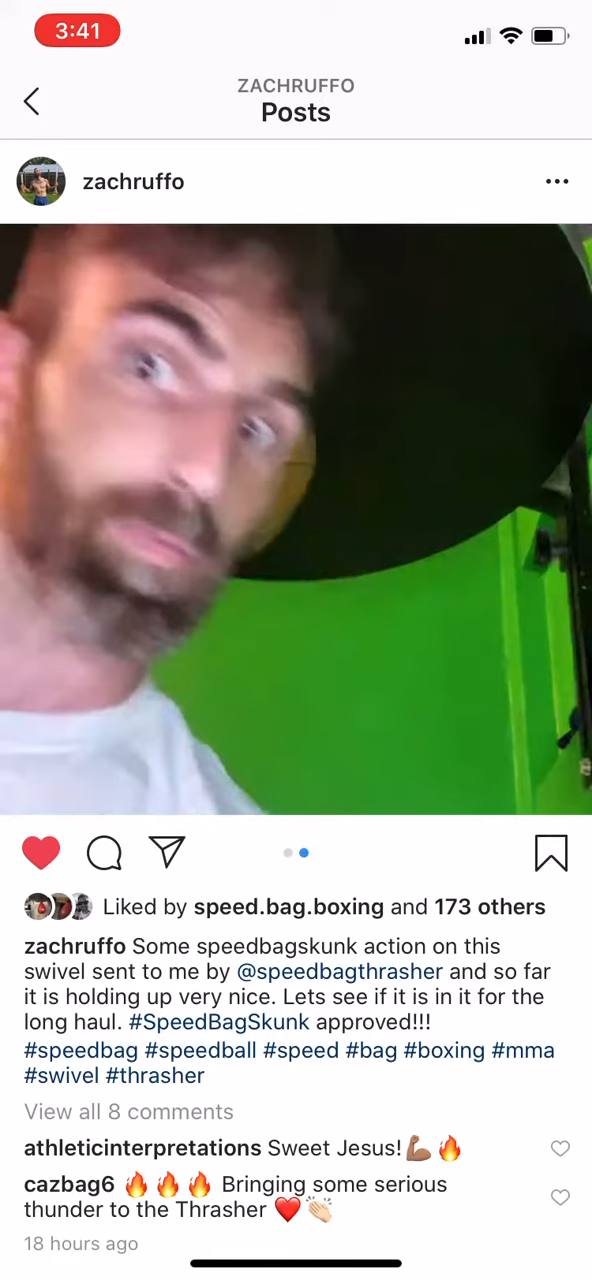 3:41
ZACHRUFFO
Posts
zachruffo
Liked by speed.bag.boxing and 173 others
zachruffo Some speedbagskunk action on this
swivel sent to me by @speedbagthrasher and so far
it is holding up very nice. Lets see if it is in it for the
long haul. #SpeedBagSkunk approved!!!
#speedbag #speedball #speed #bag #boxing #mma
#swivel #thrasher
View all 8 comments
athleticinterpretations Sweet Jesus!💪🏽🔥
cazbag6 🔥🔥🔥 Bringing some serious
thunder to the Thrasher ❤️👏🏻
18 hours ago